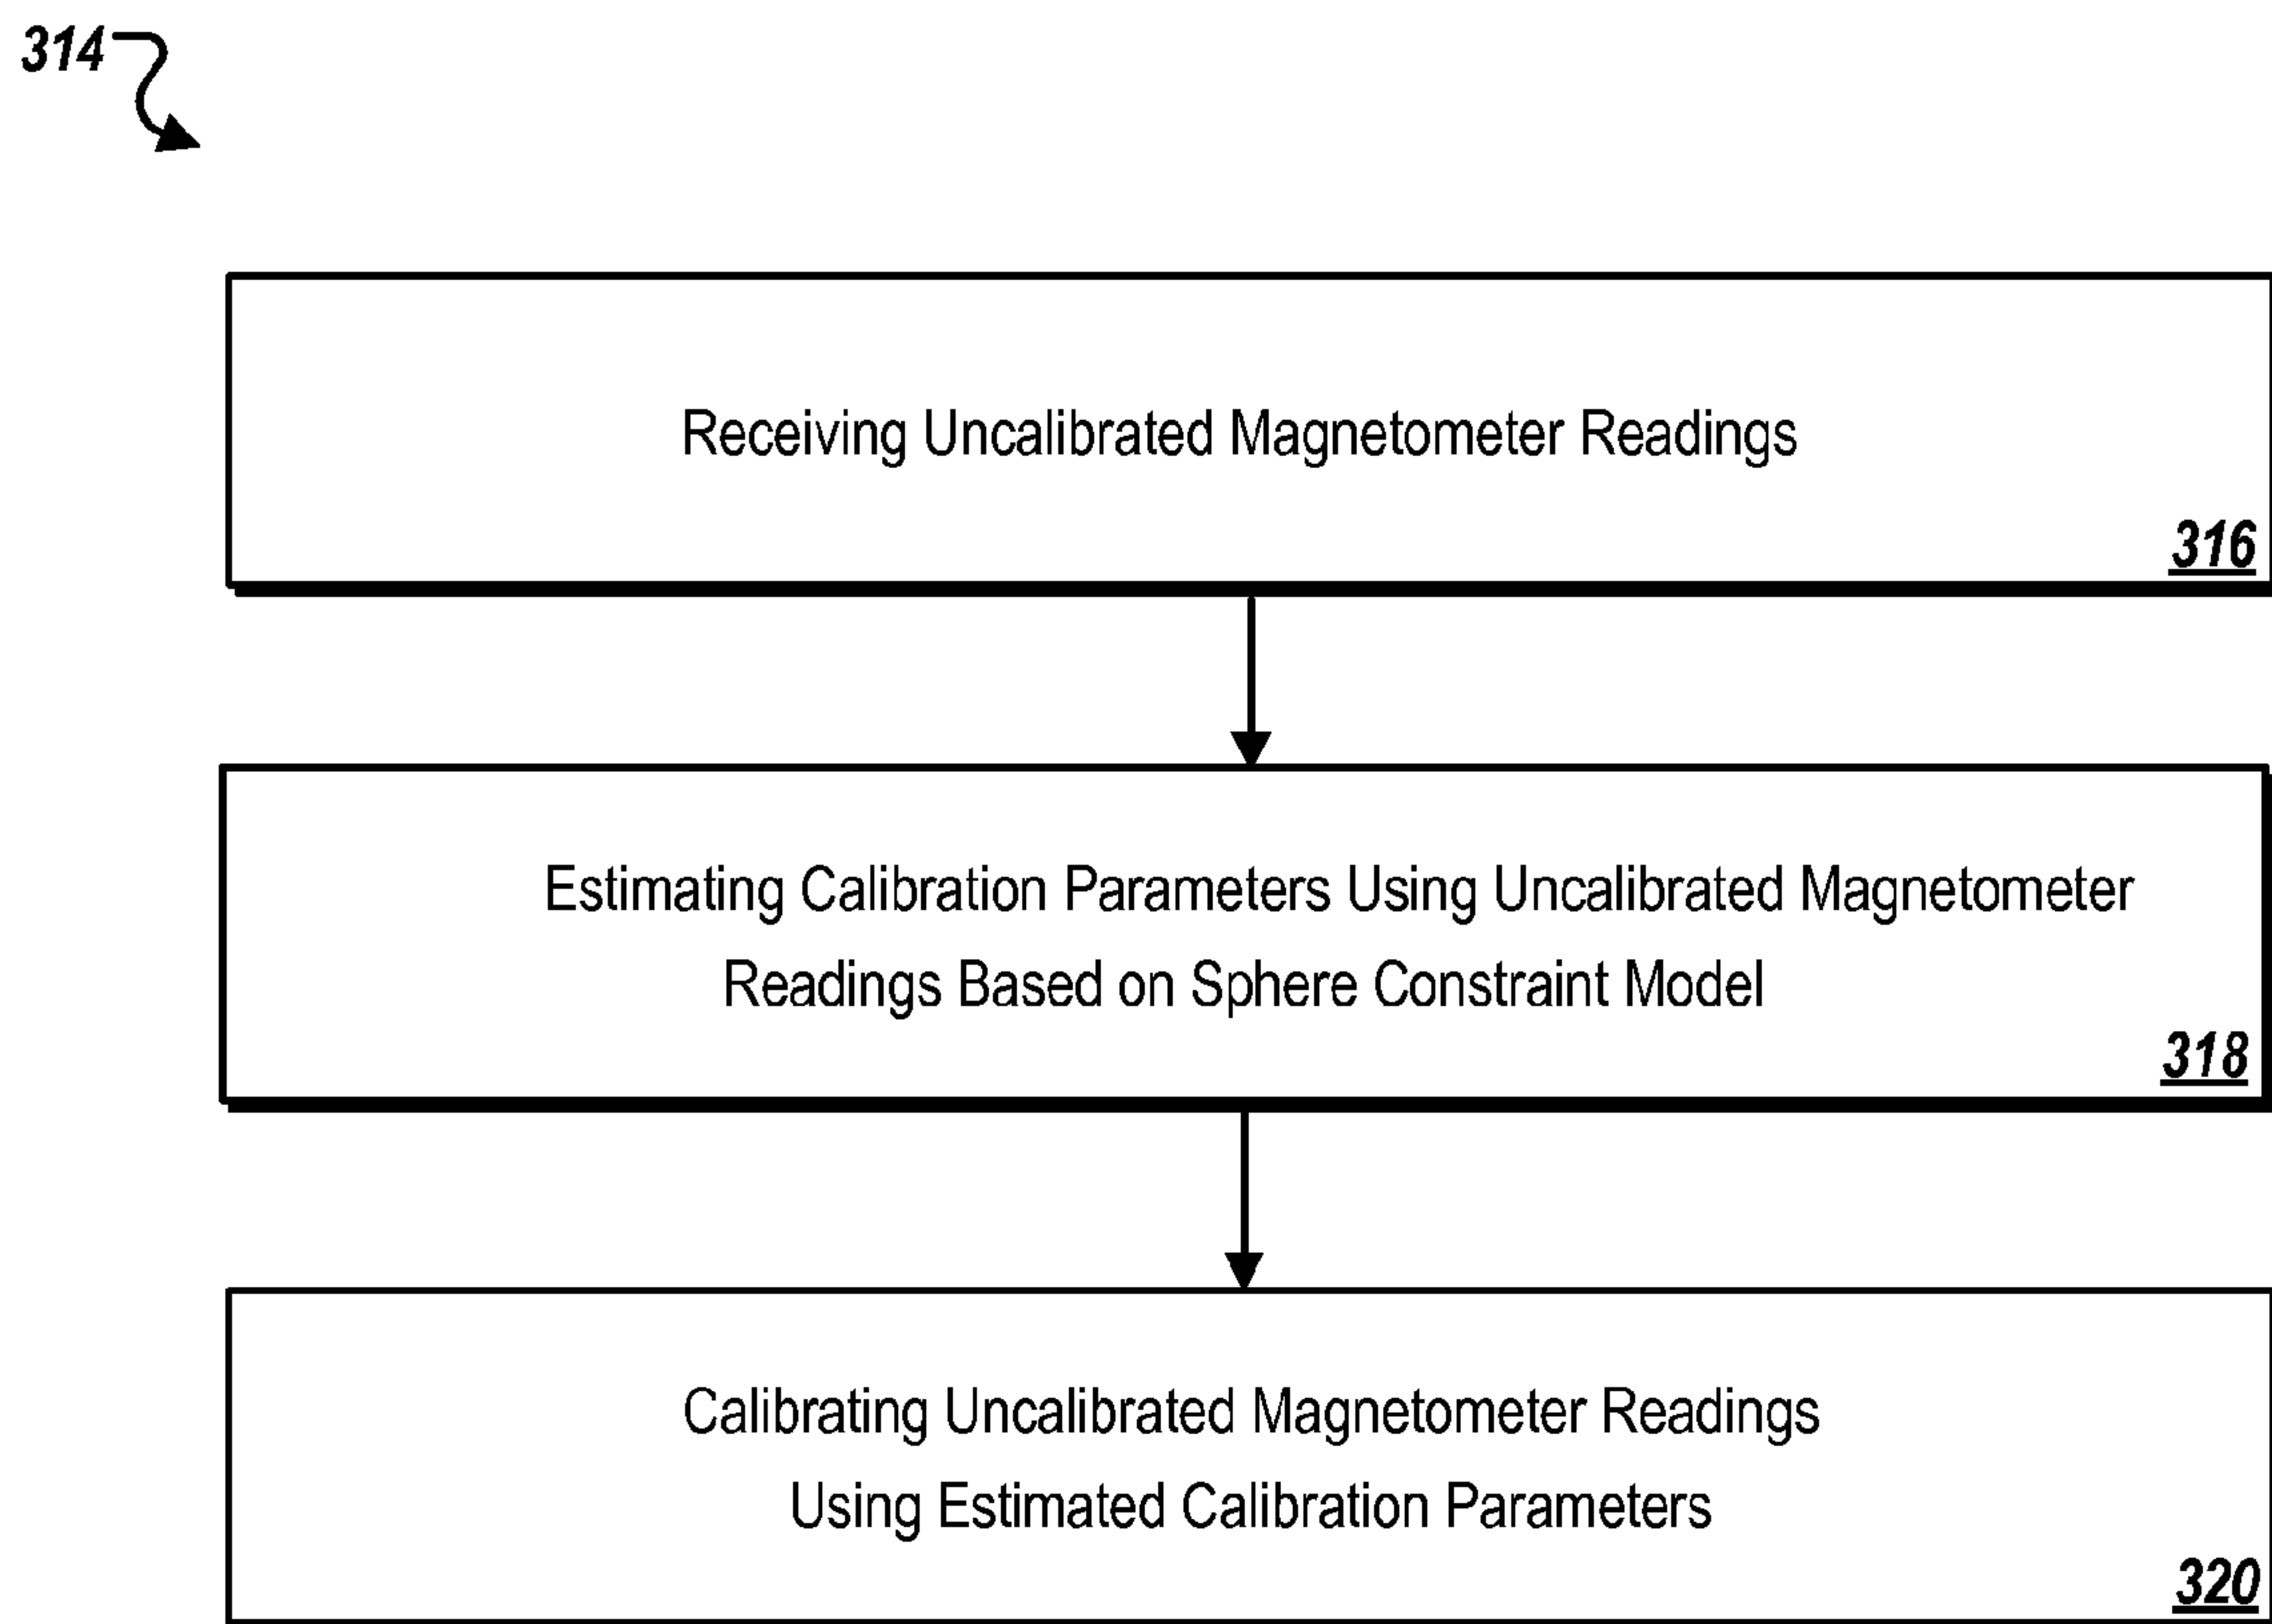 314
Receiving Uncalibrated Magnetometer Readings
316
Estimating Calibration Parameters Using Uncalibrated Magnetometer
Readings Based on Sphere Constraint Model
318
Calibrating Uncalibrated Magnetometer Readings
Using Estimated Calibration Parameters
320